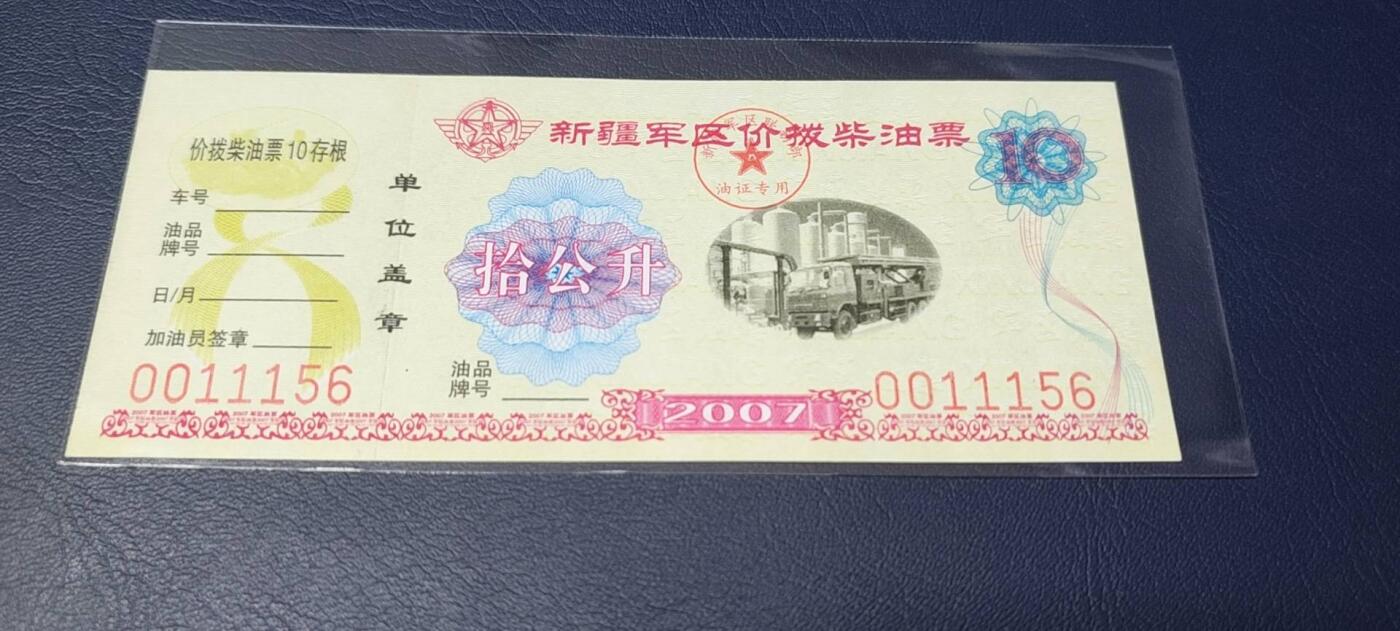 价拨柴油票10存根
车号
油品
牌号
日/月
加油员签章
0011156
单位盖章
新疆军区价拨柴油票
10
油证专用
拾公升
油品
牌号
2007
0011156